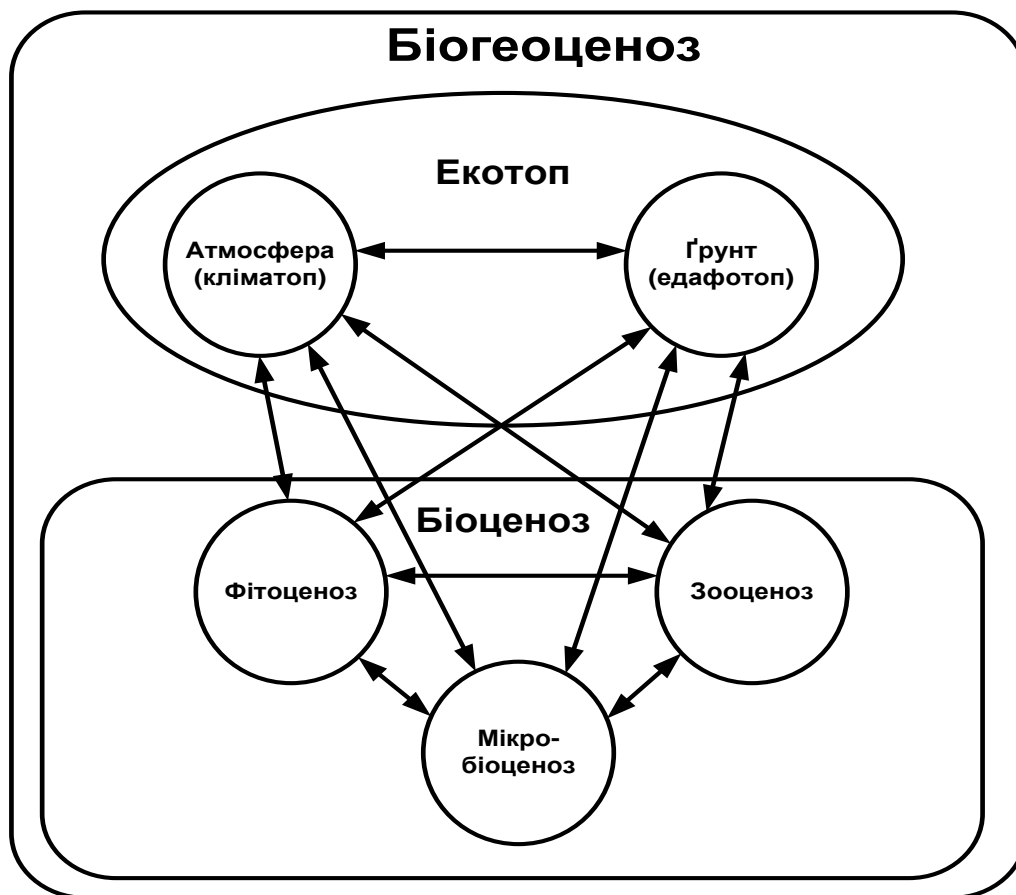 Біогеоценоз
Екотоп
Атмосфера
(кліматоп)
Ґрунт
(едафотоп)
Біоценоз
Фітоценоз
Зооценоз
Мікро-
біоценоз